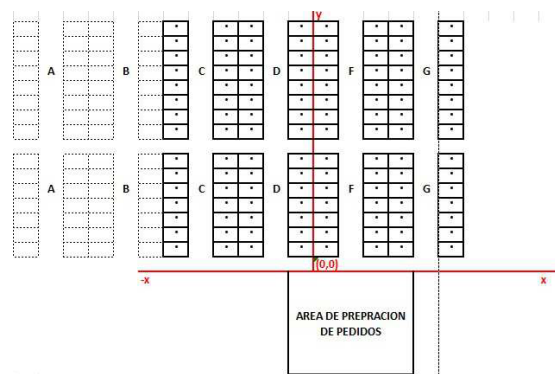 y
A B C D F G
A B C D F G
(0,0)
-x x
AREA DE PREPRACION
DE PEDIDOS